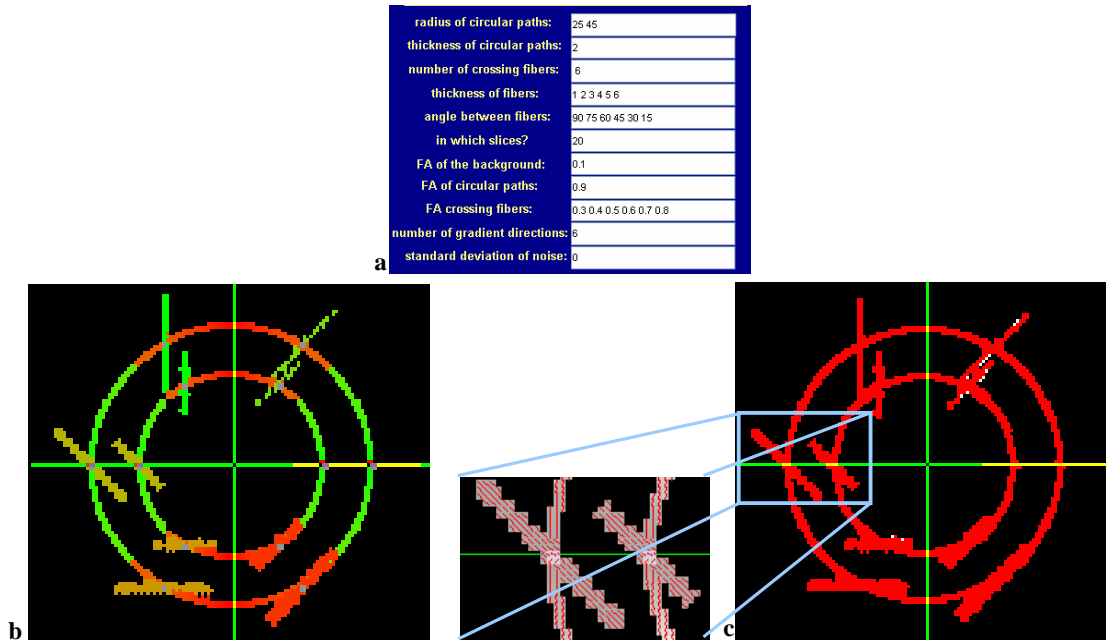 radius of circular paths: 25 45
thickness of circular paths: 2
number of crossing fibers: 6
thickness of fibers: 1 2 3 4 5 6
angle between fibers: 90 75 60 45 30 15
in which slices? 20
FA of the background: 0.1
FA of circular paths: 0.9
FA crossing fibers: 0.3 0.4 0.5 0.6 0.7 0.8
number of gradient directions: 6
standard deviation of noise: 0
a
b
c